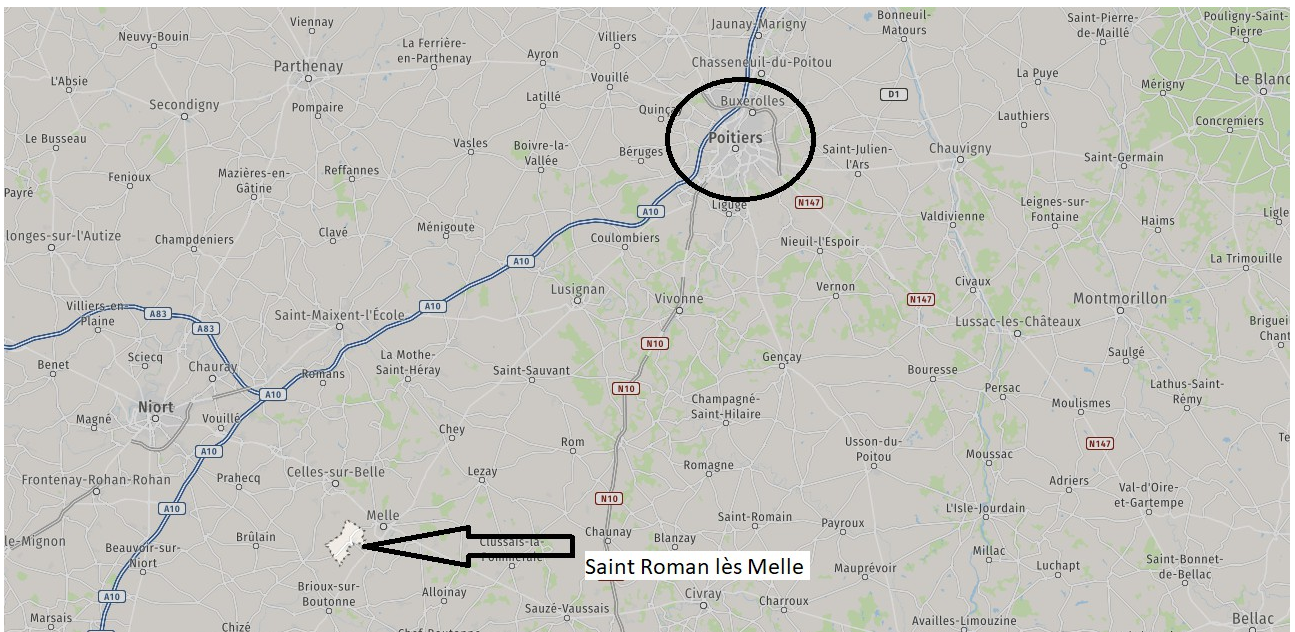 Jaunay-Marigny
Bonneuil-
Matours
Saint-Pierre-
de-Maillé
Pouligny-Saint-
Pierre
Viennay
Neuvy-Bouin
La Ferrière-
en-Parthenay
Villiers
Ayron
Chasseneuil-du-Poitou
Parthenay
Vouillé
La Puye
Mérigny
Le Blanc
L'Absie
Secondigny
Pompaire
Latillé
Quinçay
Buxerolles
D1
Lauthiers
Concremiers
Le Busseau
Vasles
Boivre-la-
Vallée
Béruges
Poitiers
Saint-Julien-
l'Ars
Chauvigny
Saint-Germain
Fenioux
Mazières-en-
Gâtine
Reffannes
Payré
A10
Ligugé
N147
Valdivienne
Leignes-sur-
Fontaine
Haims
Ligle
longes-sur-l'Autize
Champdeniers
Clavé
Ménigoute
Coulombiers
Nieuil-l'Espoir
A10
La Trimouille
Lusignan
Vivonne
Vernon
Civaux
N147
Montmorillon
Villiers-en-
Plaine
A83
A83
Saint-Maixent-l'École
A10
Lussac-les-Châteaux
Briguei
Chant
Benet
Sciecq
Chauray
La Mothe-
Saint-Héray
N10
Gençay
Saulgé
Romans
Saint-Sauvant
Bouresse
A10
N10
Persac
Lathus-Saint-
Rémy
Niort
Magné
Vouillé
Champagné-
Saint-Hilaire
Moulismes
Chey
Rom
Usson-du-
Poitou
N147
Te
A10
Moussac
Frontenay-Rohan-Rohan
Prahecq
Celles-sur-Belle
Lezay
Romagne
Adriers
Val-d'Oire-
et-Gartempe
A10
N10
Melle
Saint-Romain
Payroux
L'Isle-Jourdain
le-Mignon
Beauvoir-sur-
Niort
Brûlain
Clussais-la-
Pommeraie
Chaunay
Blanzay
Millac
Saint Roman lès Melle
Mauprévoir
Luchapt
Saint-Bonnet-
de-Bellac
A10
Brioux-sur-
Boutonne
Alloinay
Sauzé-Vaussais
Civray
Charroux
Marsais
Chizé
Chef-Boutonne
Availles-Limouzine
Bellac